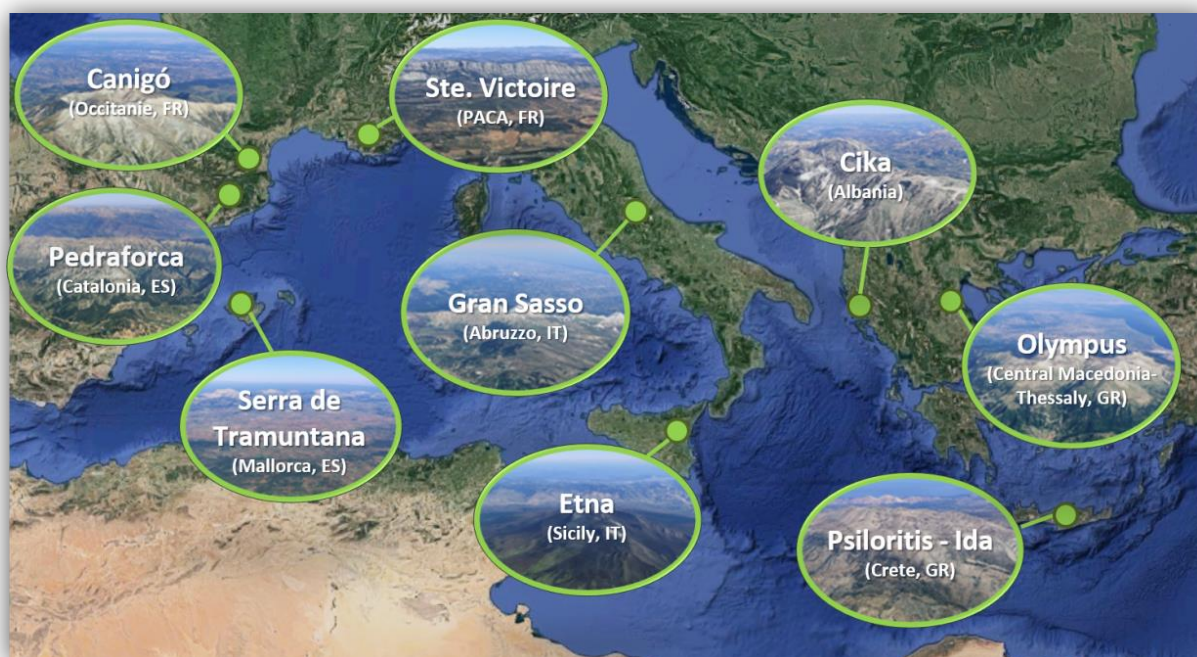 Canigó
(Occitanie, FR)
Ste. Victoire
(PACA, FR)
Cika
(Albania)
Pedraforca
(Catalonia, ES)
Gran Sasso
(Abruzzo, IT)
Olympus
(Central Macedonia-
Thessaly, GR)
Serra de
Tramuntana
(Mallorca, ES)
Etna
(Sicily, IT)
Psiloritis - Ida
(Crete, GR)